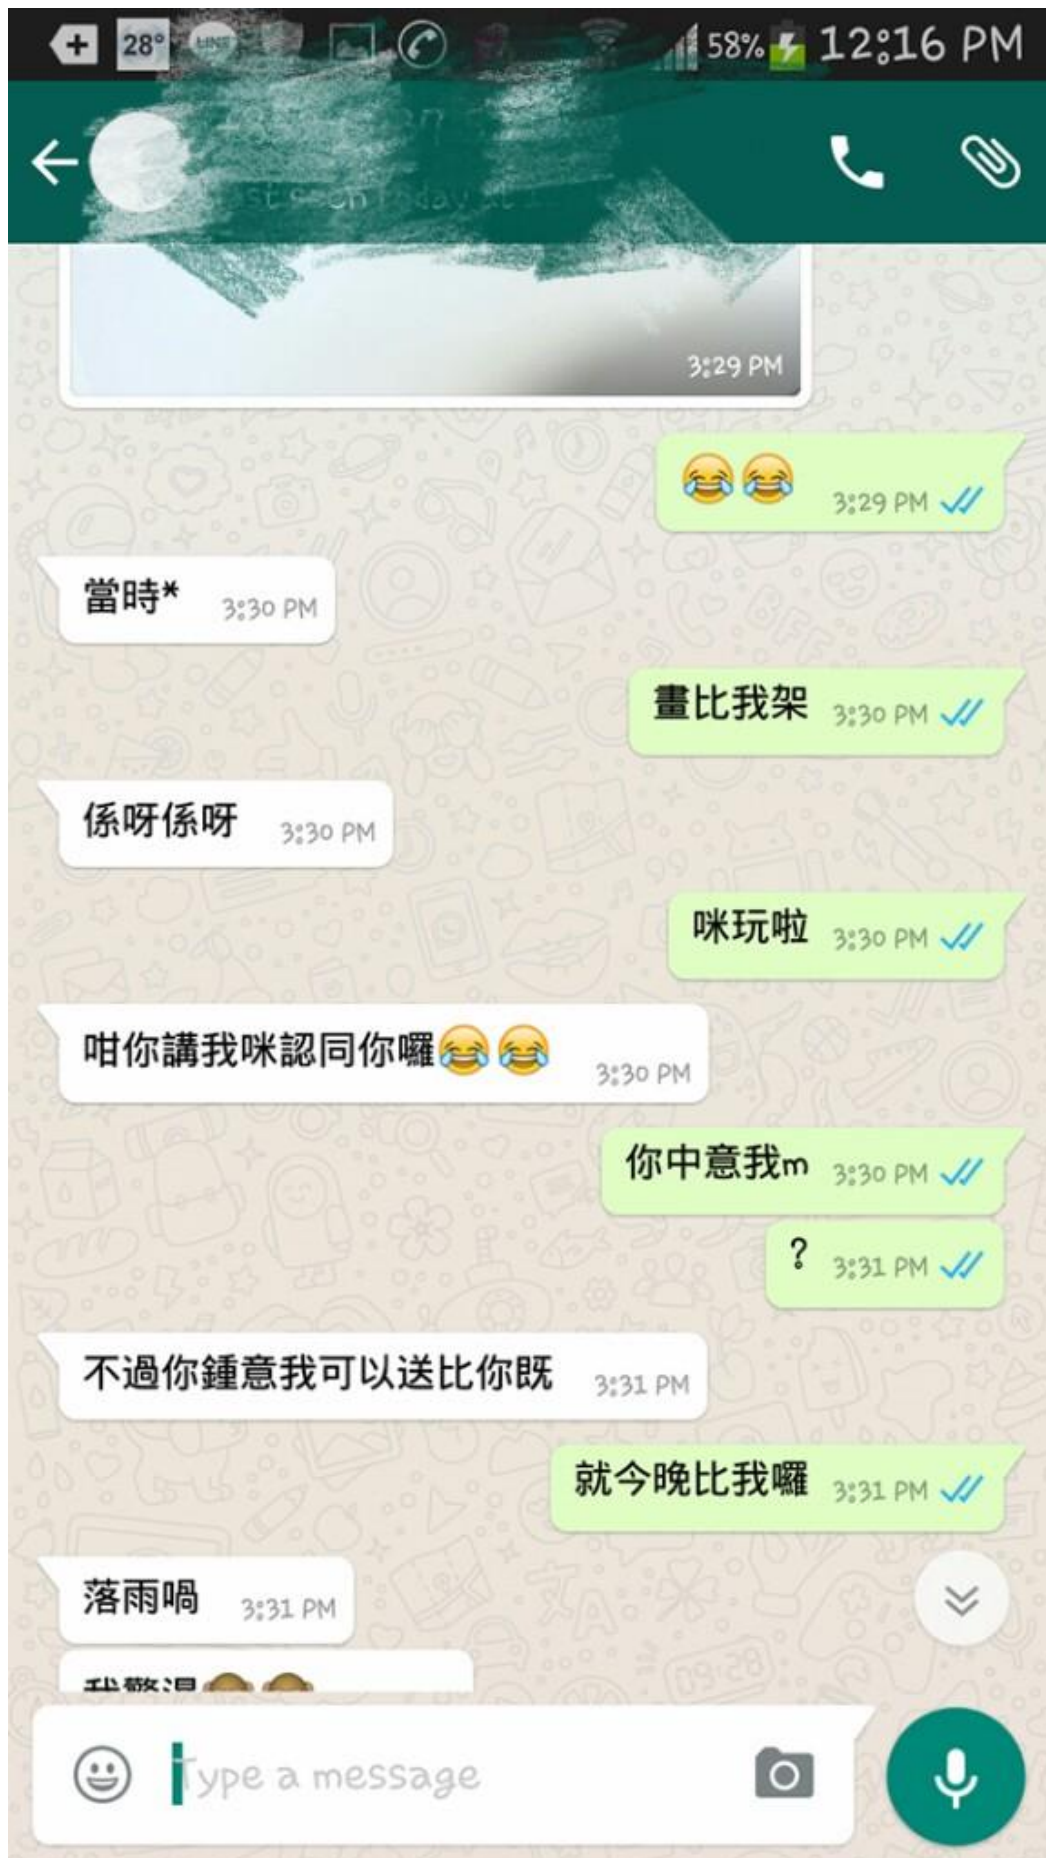 28°
LINE
58%
12:16 PM
3:29 PM
😂😂 3:29 PM
當時* 3:30 PM
畫比我架 3:30 PM
係呀係呀 3:30 PM
咪玩啦 3:30 PM
咁你講我咪認同你囉😂😂 3:30 PM
你中意我m 3:30 PM
? 3:31 PM
不過你鍾意我可以送比你既 3:31 PM
就今晚比我囉 3:31 PM
落雨喎 3:31 PM
Type a message